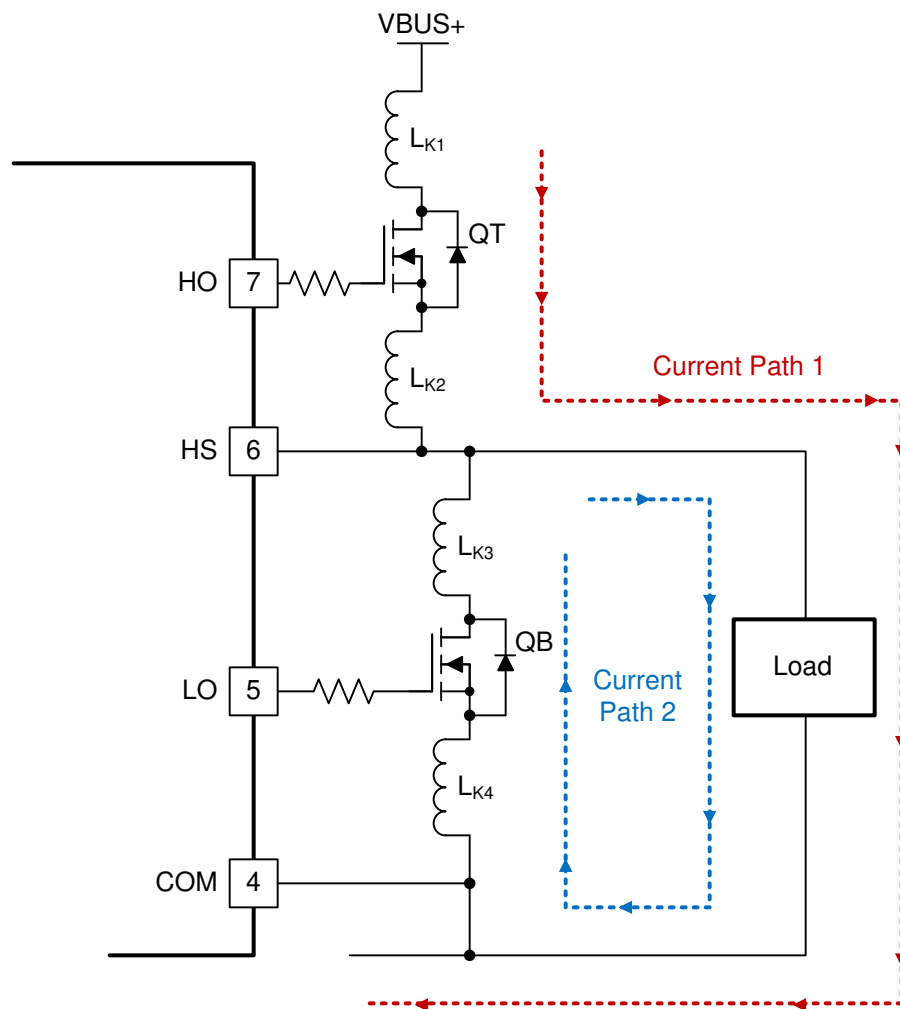 VBUS+
LK1
QT
HO 7
Current Path 1
LK2
HS 6
LK3
QB
Load
LO 5
Current
Path 2
LK4
COM 4